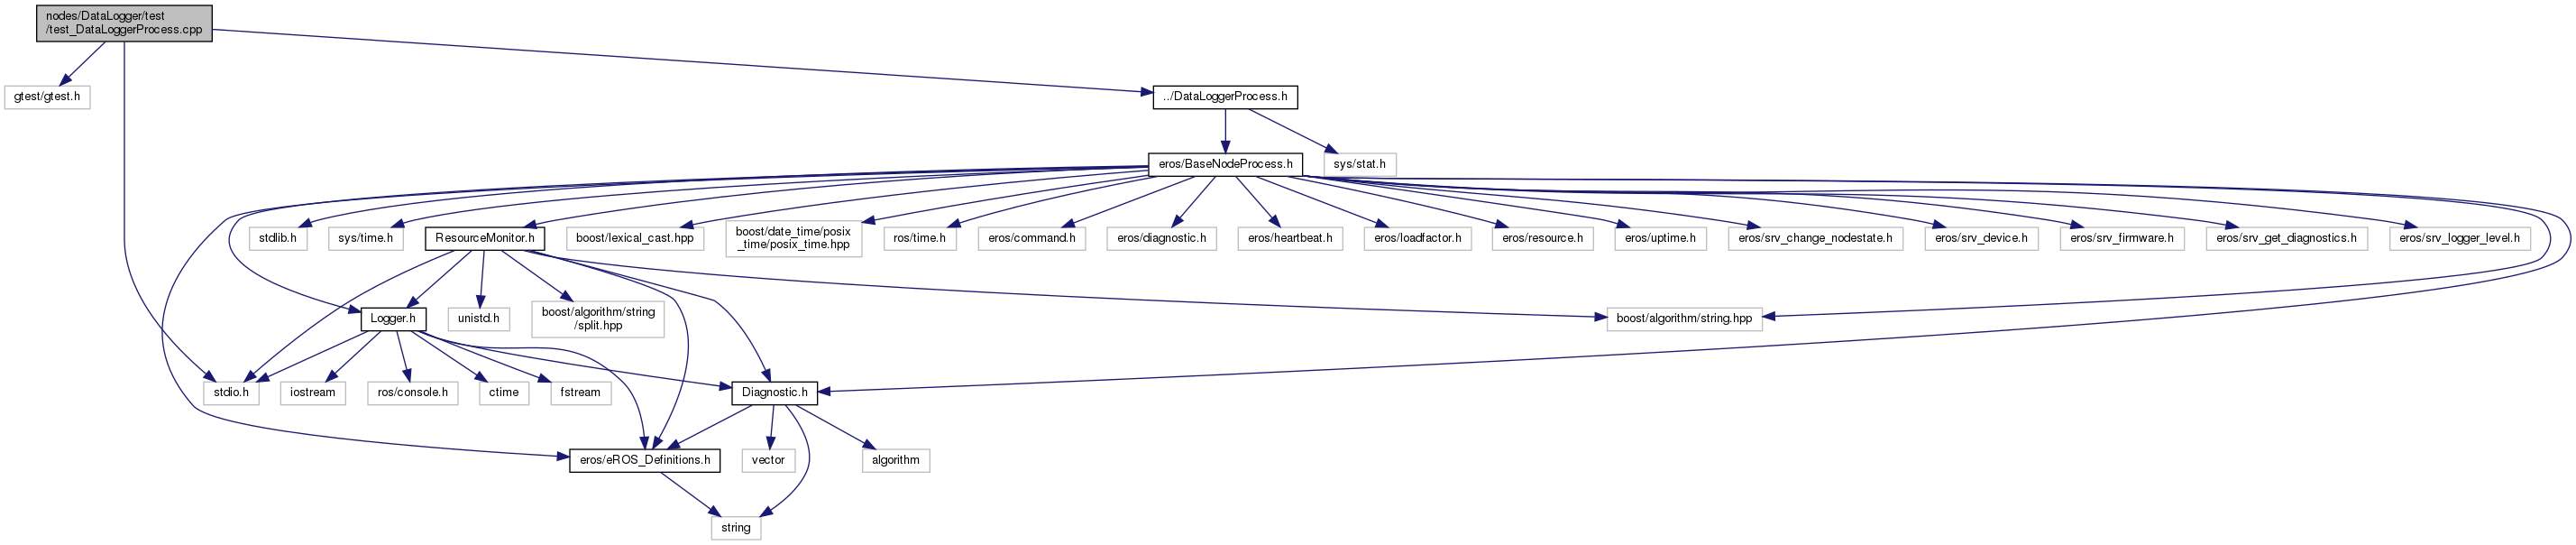 nodes/DataLogger/test
/test_DataLoggerProcess.cpp
gtest/gtest.h
../DataLoggerProcess.h
eros/BaseNodeProcess.h
sys/stat.h
stdlib.h
sys/time.h
ResourceMonitor.h
boost/lexical_cast.hpp
boost/date_time/posix
_time/posix_time.hpp
ros/time.h
eros/command.h
eros/diagnostic.h
eros/heartbeat.h
eros/loadfactor.h
eros/resource.h
eros/uptime.h
eros/srv_change_nodestate.h
eros/srv_device.h
eros/srv_firmware.h
eros/srv_get_diagnostics.h
eros/srv_logger_level.h
Logger.h
unistd.h
boost/algorithm/string
/split.hpp
boost/algorithm/string.hpp
stdio.h
iostream
ros/console.h
ctime
fstream
Diagnostic.h
eros/eROS_Definitions.h
vector
algorithm
string